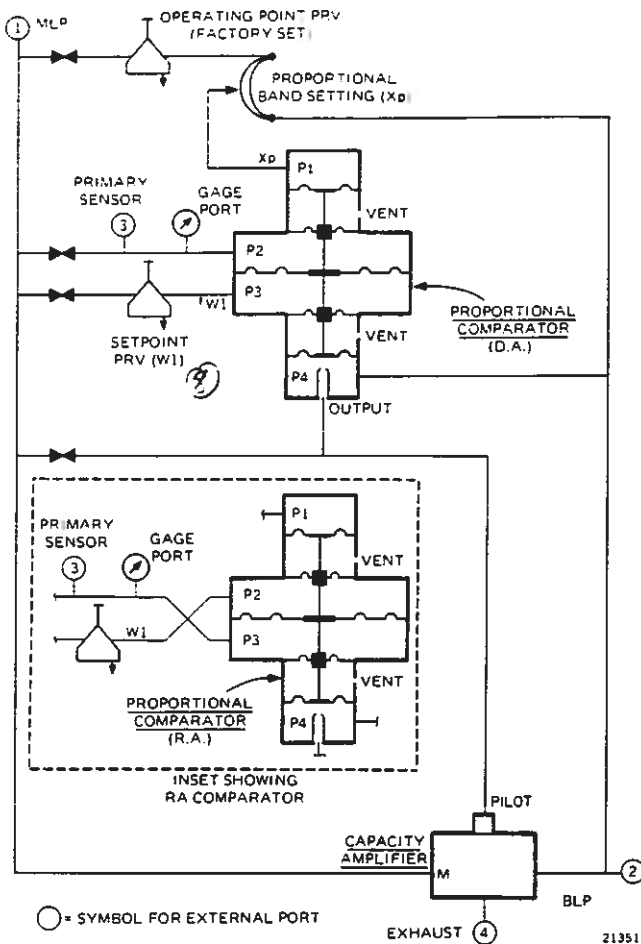 1
MLP
OPERATING POINT PRV
(FACTORY SET)
PROPORTIONAL
BAND SETTING (Xp)
Xp
P1
PRIMARY
SENSOR
3
GAGE
PORT
VENT
P2
P3
W1
SETPOINT
PRV (W1)
PROPORTIONAL
COMPARATOR
(D.A.)
VENT
P4
OUTPUT
PRIMARY
SENSOR
3
GAGE
PORT
P1
VENT
P2
W1
P3
VENT
PROPORTIONAL
COMPARATOR
(R.A.)
P4
INSET SHOWING
RA COMPARATOR
PILOT
CAPACITY
AMPLIFIER
M
2
BLP
= SYMBOL FOR EXTERNAL PORT
EXHAUST 4
21351